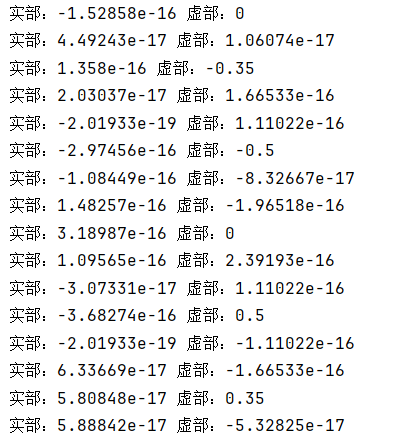 实部：-1.52858e-16 虚部：0
实部：4.49243e-17 虚部：1.06074e-17
实部：1.358e-16 虚部：-0.35
实部：2.03037e-17 虚部：1.66533e-16
实部：-2.01933e-19 虚部：1.11022e-16
实部：-2.97456e-16 虚部：-0.5
实部：-1.08449e-16 虚部：-8.32667e-17
实部：1.48257e-16 虚部：-1.96518e-16
实部：3.18987e-16 虚部：0
实部：1.09565e-16 虚部：2.39193e-16
实部：-3.07331e-17 虚部：1.11022e-16
实部：-3.68274e-16 虚部：0.5
实部：-2.01933e-19 虚部：-1.11022e-16
实部：6.33669e-17 虚部：-1.66533e-16
实部：5.80848e-17 虚部：0.35
实部：5.88842e-17 虚部：-5.32825e-17